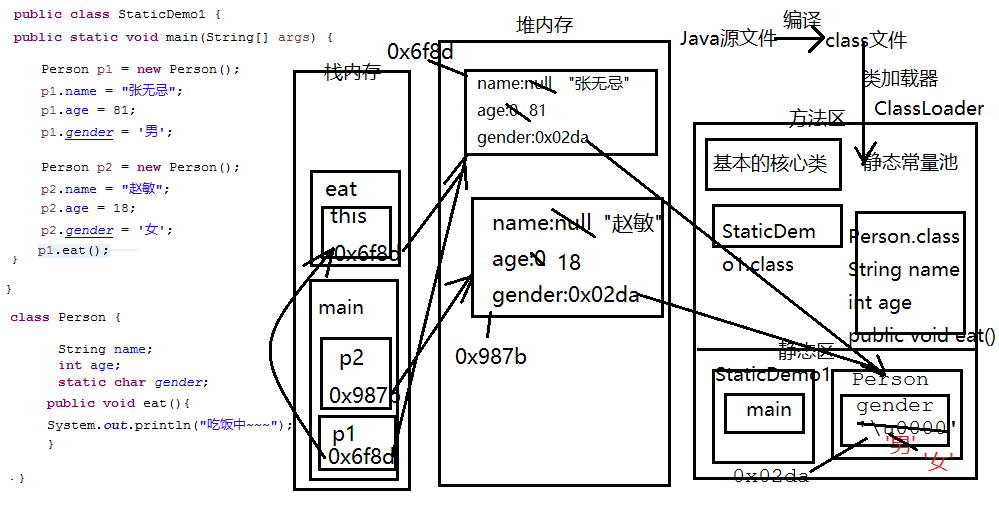 public class StaticDemo1 {
public static void main(String[] args) {
Person p1 = new Person();
p1.name = "张无忌";
p1.age = 81;
p1.gender = '男';
Person p2 = new Person();
p2.name = "赵敏";
p2.age = 18;
p2.gender = '女';
p1.eat();
}
}
class Person {
String name;
int age;
static char gender;
public void eat(){
System.out.println("吃饭中~~~");
}
.}
栈内存
eat
this
0x6f8d
main
p2
0x987b
p1
0x6f8d
堆内存
0x6f8d
name:null "张无忌"
age:0 81
gender:0x02da
name:null "赵敏"
age:0 18
gender:0x02da
0x987b
Java源文件
编译
class文件
类加载器
ClassLoader
方法区
基本的核心类
静态常量池
StaticDem
o1.class
Person.class
String name
int age
public void eat()
静态区
StaticDemo1
main
Person
gender
'\u0000'
'男'
'女'
0x02da